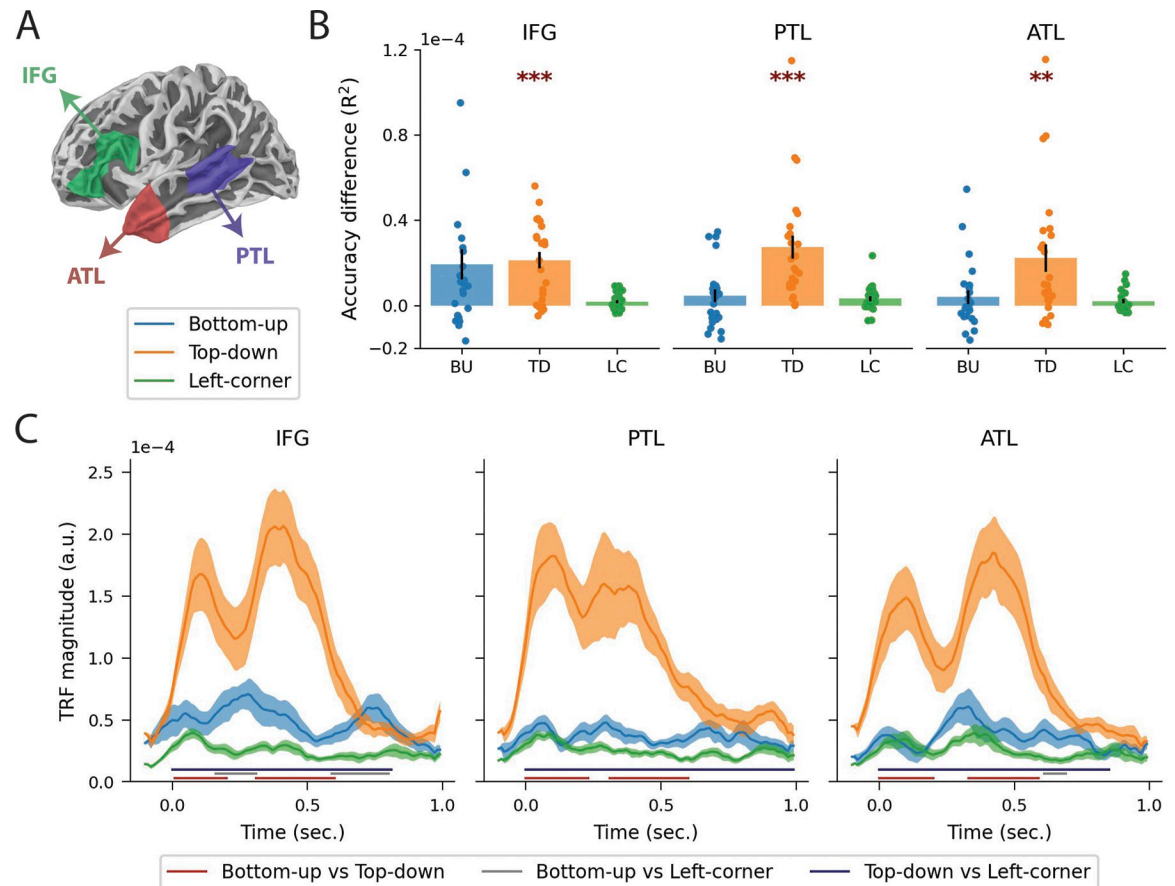 A
IFG
ATL
PTL
Bottom-up
Top-down
Left-corner
B
1e−4
IFG
PTL
ATL
Accuracy difference (R²)
1.2
0.8
0.4
0.0
−0.2
***
***
**
BU
TD
LC
BU
TD
LC
BU
TD
LC
C
1e−4
IFG
PTL
ATL
TRF magnitude (a.u.)
2.5
2.0
1.5
1.0
0.5
0.0
0.0
0.5
1.0
0.0
0.5
1.0
0.0
0.5
1.0
Time (sec.)
Time (sec.)
Time (sec.)
Bottom-up vs Top-down
Bottom-up vs Left-corner
Top-down vs Left-corner